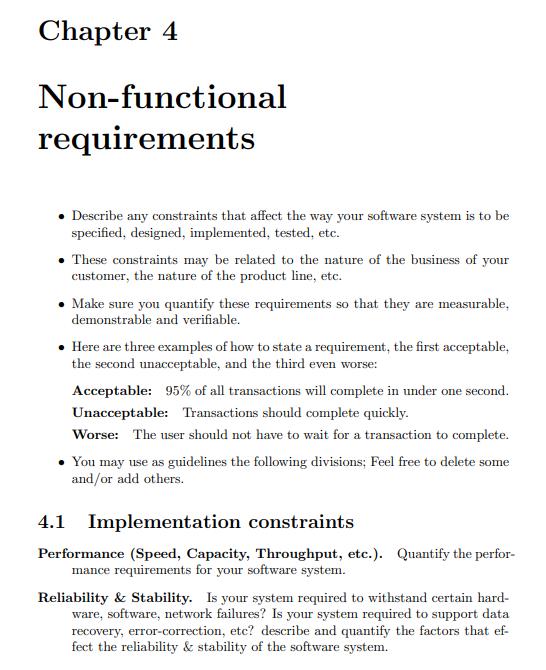 Chapter 4
Non-functional
requirements
• Describe any constraints that affect the way your software system is to be
specified, designed, implemented, tested, etc.
• These constraints may be related to the nature of the business of your
customer, the nature of the product line, etc.
• Make sure you quantify these requirements so that they are measurable,
demonstrable and verifiable.
• Here are three examples of how to state a requirement, the first acceptable,
the second unacceptable, and the third even worse:
Acceptable: 95% of all transactions will complete in under one second.
Unacceptable: Transactions should complete quickly.
Worse: The user should not have to wait for a transaction to complete.
• You may use as guidelines the following divisions; Feel free to delete some
and/or add others.
4.1 Implementation constraints
Performance (Speed, Capacity, Throughput, etc.). Quantify the perfor-
mance requirements for your software system.
Reliability & Stability. Is your system required to withstand certain hard-
ware, software, network failures? Is your system required to support data
recovery, error-correction, etc? describe and quantify the factors that ef-
fect the reliability & stability of the software system.